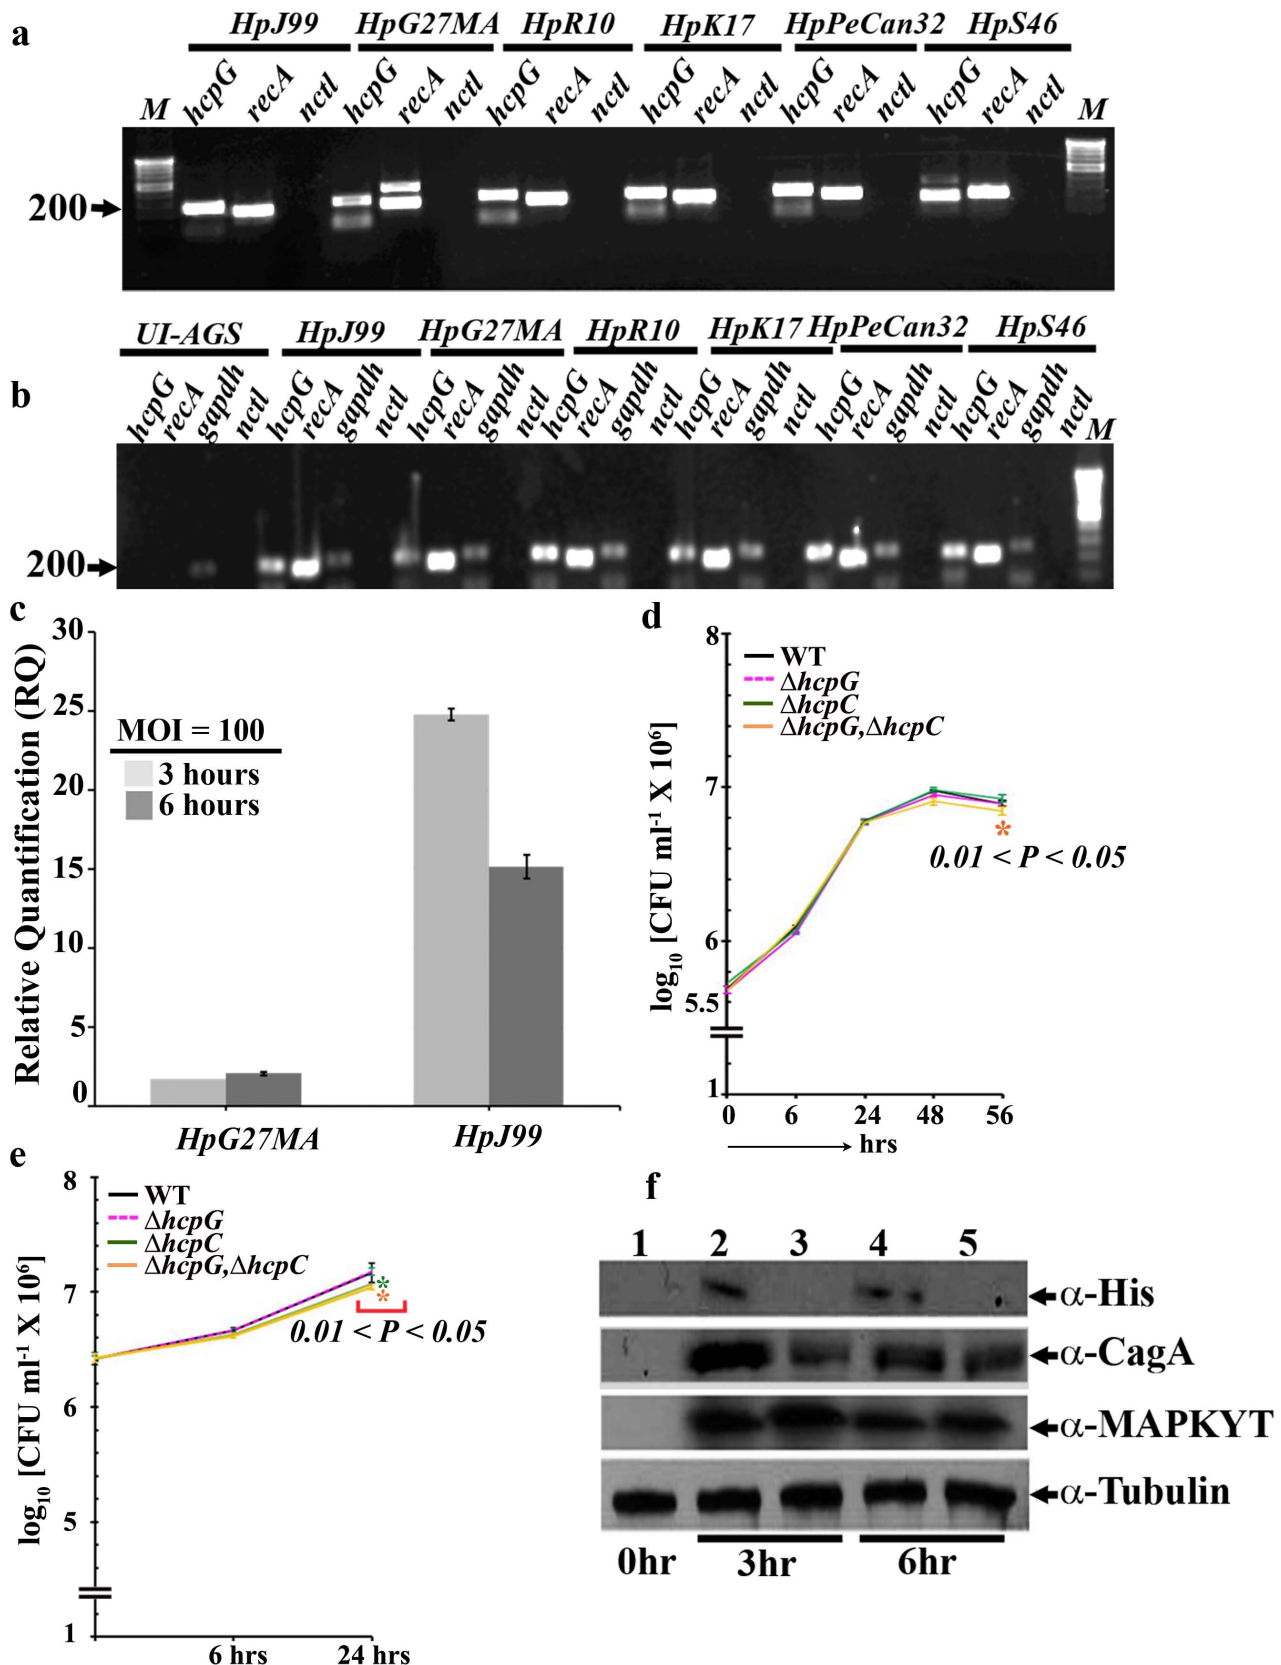 a
HpJ99 HpG27MA HpR10 HpK17 HpPeCan32 HpS46
M hcpG recA nctl hcpG recA nctl hcpG recA nctl hcpG recA nctl hcpG recA nctl hcpG recA nctl M
200
b
UI-AGS HpJ99 HpG27MA HpR10 HpK17 HpPeCan32 HpS46
hcpG recA gapdh nctl hcpG recA gapdh nctl hcpG recA gapdh nctl hcpG recA gapdh nctl hcpG recA gapdh nctl hcpG recA gapdh nctl hcpG recA gapdh nctl M
200
c
Relative Quantification (RQ)
30
25
20
15
10
5
0
MOI = 100
3 hours
6 hours
HpG27MA HpJ99
d
log10 [CFU ml-1 X 10⁶]
8
7
6
5.5
1
WT
ΔhcpG
ΔhcpC
ΔhcpG,ΔhcpC
*
0.01 < P < 0.05
0 6 24 48 56
hrs
e
log10 [CFU ml-1 X 10⁶]
8
7
6
5
1
WT
ΔhcpG
ΔhcpC
ΔhcpG,ΔhcpC
*
*
0.01 < P < 0.05
6 hrs 24 hrs
f
1 2 3 4 5
α-His
α-CagA
α-MAPKYT
α-Tubulin
0hr 3hr 6hr